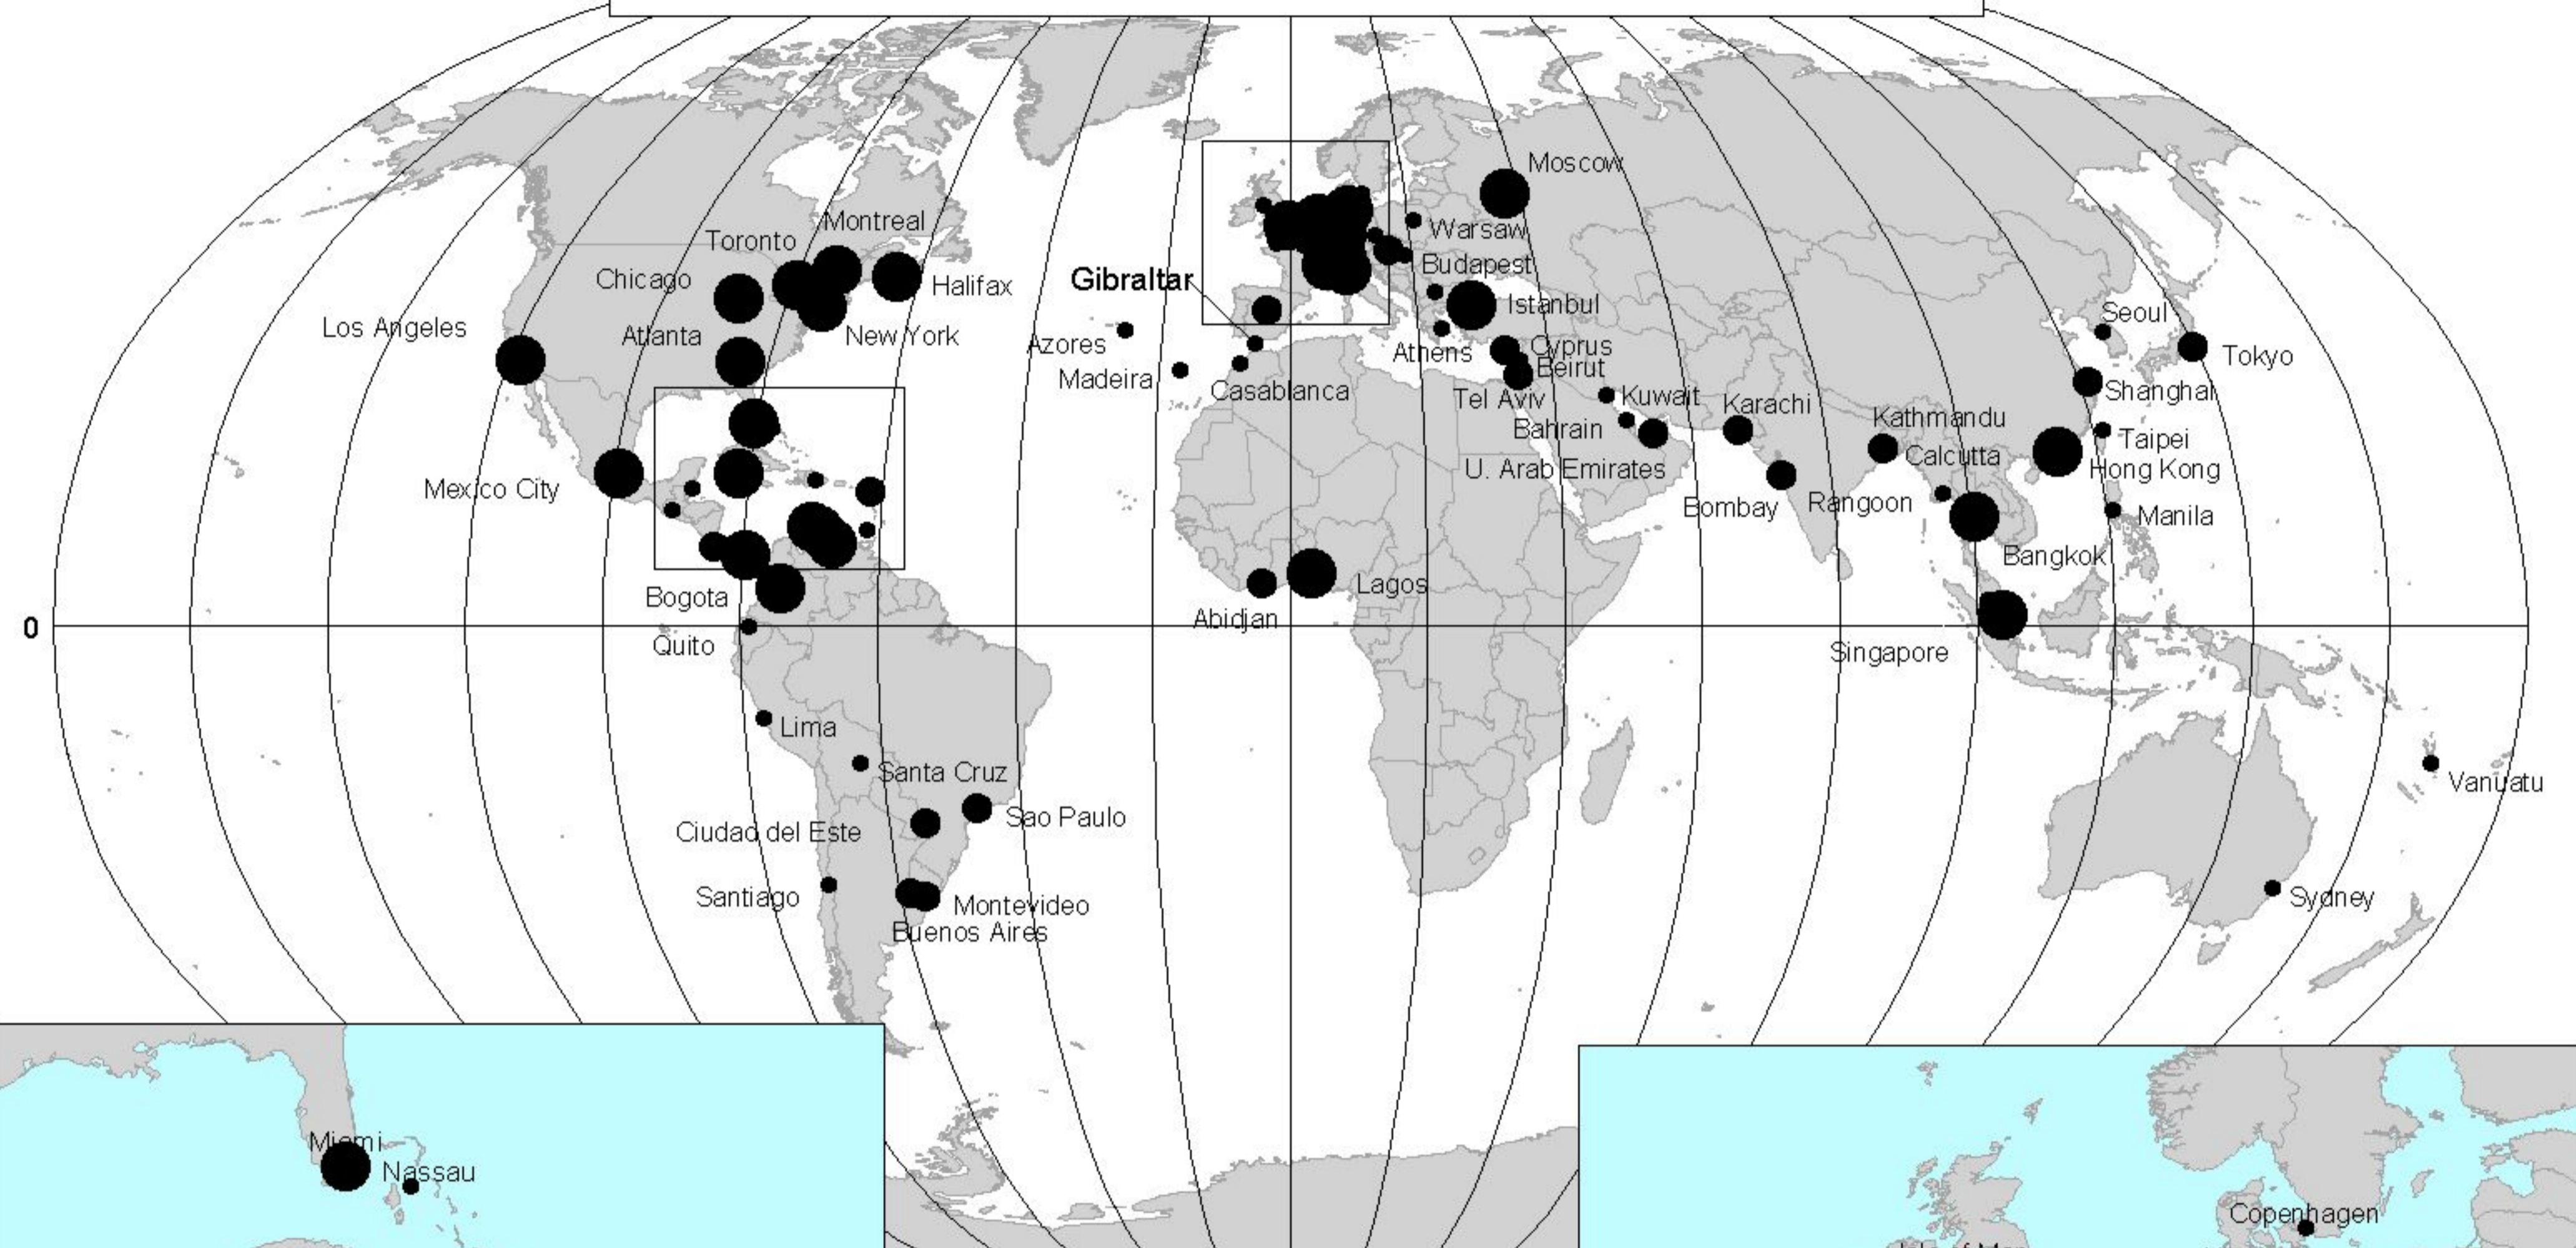 Moscow
Montreal
Toronto
Warsaw
Chicago
Budapest
Gibraltar
Halifax
Istanbul
Seoul
Los Angeles
Atlanta
New York
Azores
Athens
Cyprus
Tokyo
Beirut
Madeira
Casablanca
Tel Aviv
Kuwait
Karachi
Shanghai
Kathmandu
Bahrain
Taipei
Calcutta
U. Arab Emirates
Hong Kong
Mexico City
Bombay
Rangoon
Manila
Bangkok
Bogota
Lagos
Abidjan
0
Quito
Singapore
Lima
Santa Cruz
Vanuatu
Sao Paulo
Ciudad del Este
Santiago
Sydney
Montevideo
Buenos Aires
Miami
Nassau
Copenhagen